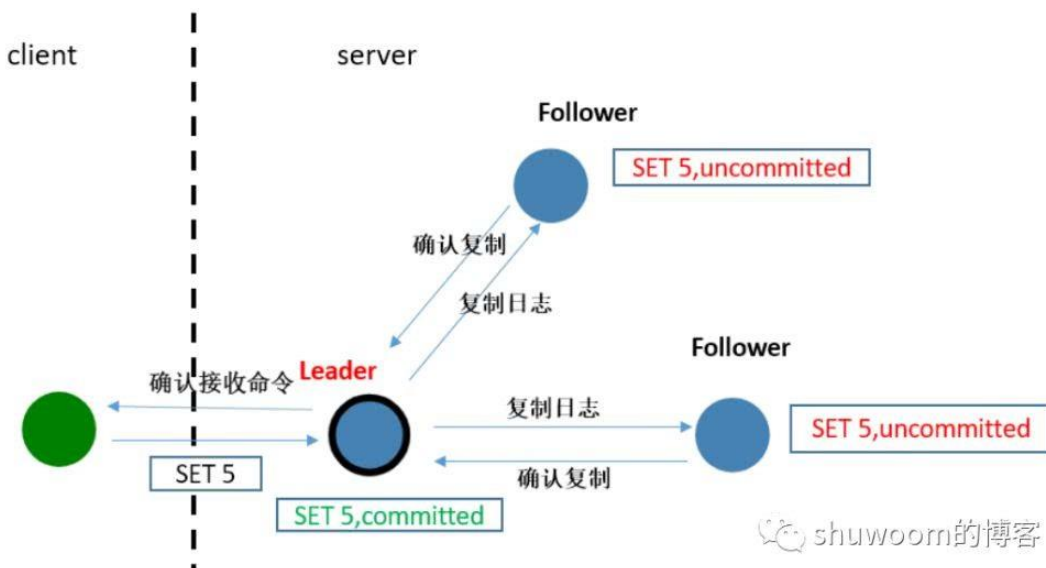 client
server
Follower
SET 5,uncommitted
确认复制
复制日志
Follower
Leader
确认接收命令
复制日志
SET 5,uncommitted
确认复制
SET 5
SET 5,committed
shuwoom的博客